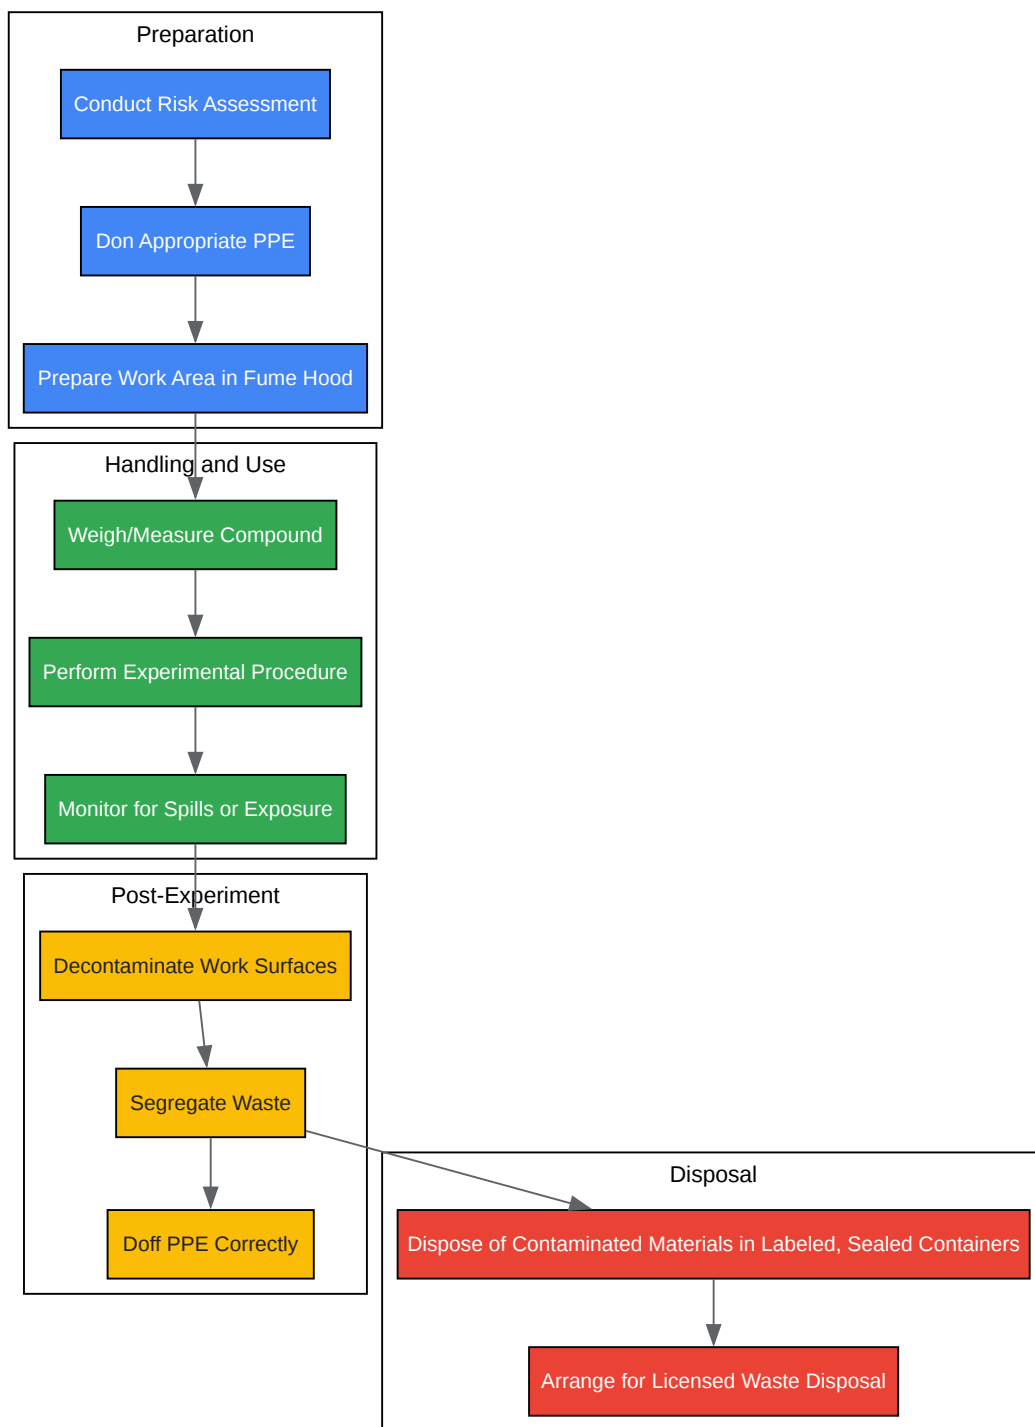 Preparation
Conduct Risk Assessment
Don Appropriate PPE
Prepare Work Area in Fume Hood
Handling and Use
Weigh/Measure Compound
Perform Experimental Procedure
Monitor for Spills or Exposure
Post-Experiment
Decontaminate Work Surfaces
Segregate Waste
Doff PPE Correctly
Disposal
Dispose of Contaminated Materials in Labeled, Sealed Containers
Arrange for Licensed Waste Disposal